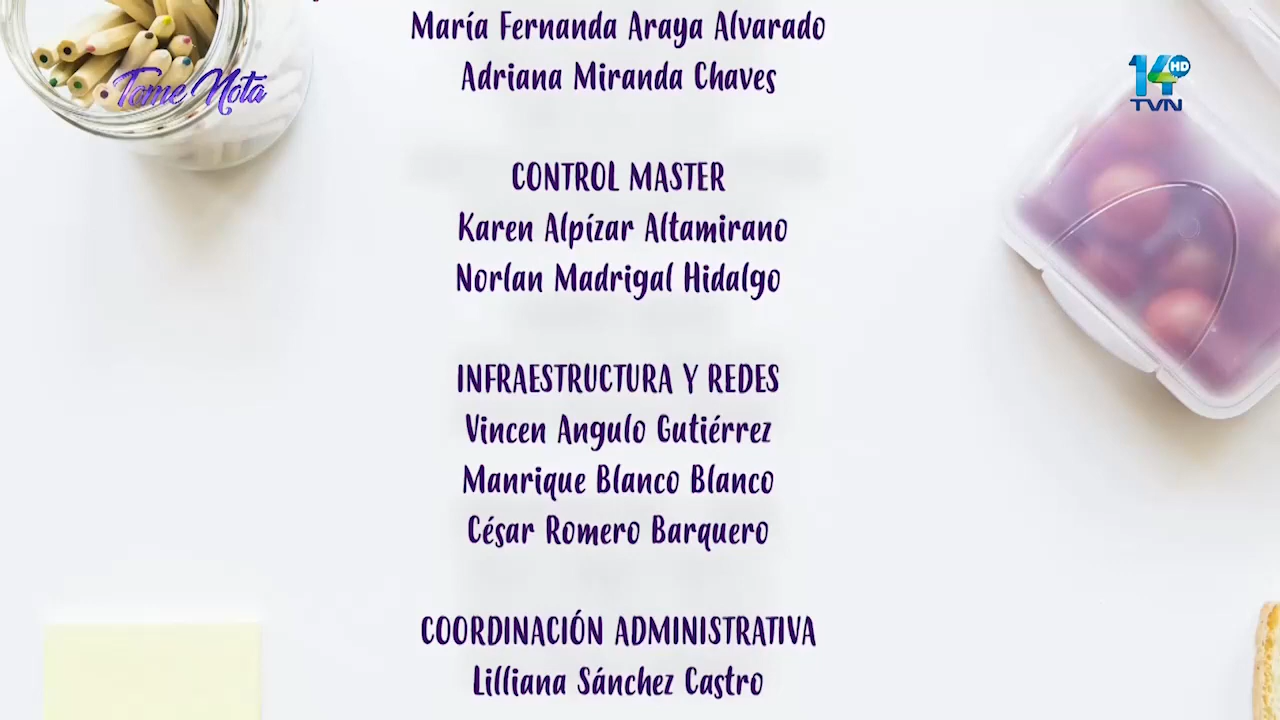 María Fernanda Araya Alvarado
Adriana Miranda Chaves
Tome Nota
14 HD
TVN
CONTROL MASTER
Karen Alpízar Altamirano
Norlan Madrigal Hidalgo
INFRAESTRUCTURA Y REDES
Vincen Angulo Gutiérrez
Manrique Blanco Blanco
César Romero Barquero
COORDINACIÓN ADMINISTRATIVA
Lilliana Sánchez Castro